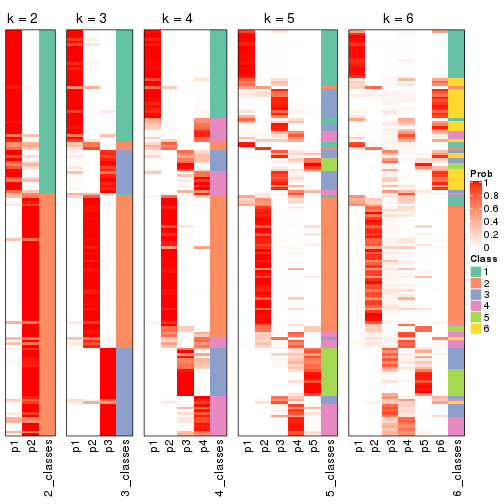 k = 2
k = 3
k = 4
k = 5
k = 6
p1
p2
2_classes
p1
p2
p3
3_classes
p1
p2
p3
p4
4_classes
p1
p2
p3
p4
p5
5_classes
p1
p2
p3
p4
p5
p6
6_classes
Prob
1
0.8
0.6
0.4
0.2
0
Class
1
2
3
4
5
6